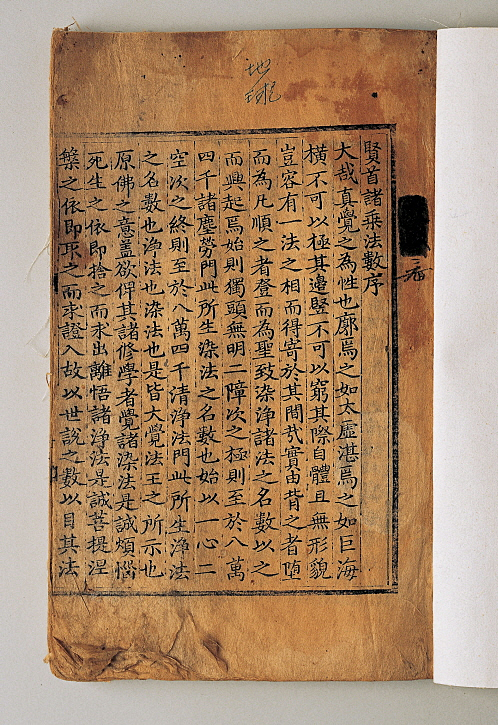 賢首諸乘法數序
大哉真覺之為性也廓焉之如太虛湛焉之如巨海
橫不可以極其邊竪不可以窮其際自體且無形貌
豈容有一法之相而得寄於其間㢤實由背之者墮
而為凡順之者登而為聖致染淨諸法之名數以之
而興起焉始則獨頭無明二障次之極則至於八萬
四千諸塵勞門此所生染法之名數也始以一心二
空次之終則至於八萬四千清淨法門此所生淨法
之名數也淨法也染法也是皆大覺法王之所示也
原佛之意蓋欲俾其諸修學者覺諸染法是誠煩惱
死生之依即捨之而求出離悟諸淨法是誠菩提涅
槃之依即取之而求證入故以世說之數以目其法
地
球